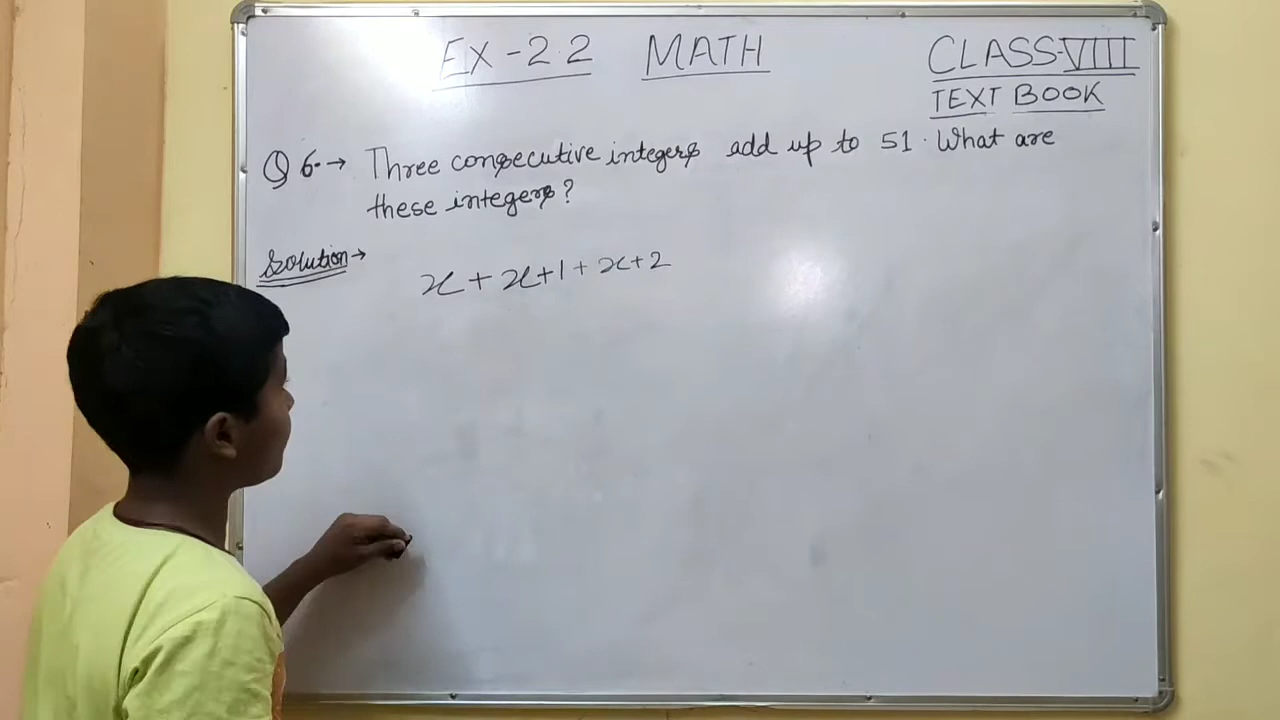 EX-2.2 MATH CLASS-VIII
TEXT BOOK
Q 6.→ Three consecutive integers add up to 51. What are
these integers?
Solution→
x + x+1 + x+2